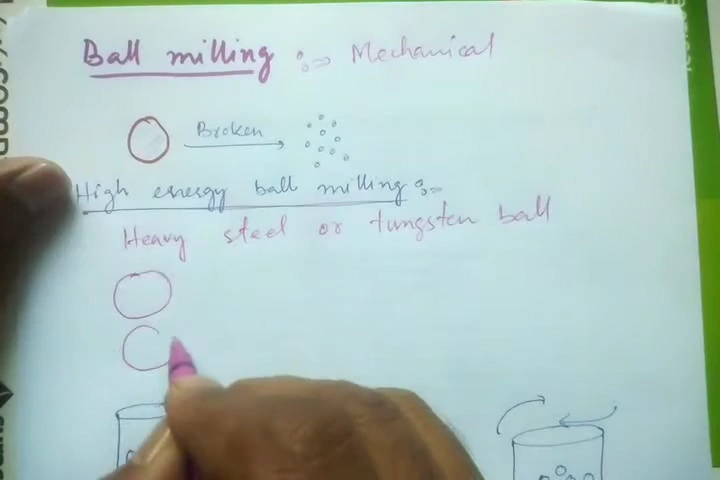 Ball milling :⇒ Mechanical
Broken
High energy ball milling :-
Heavy steel or tungsten ball